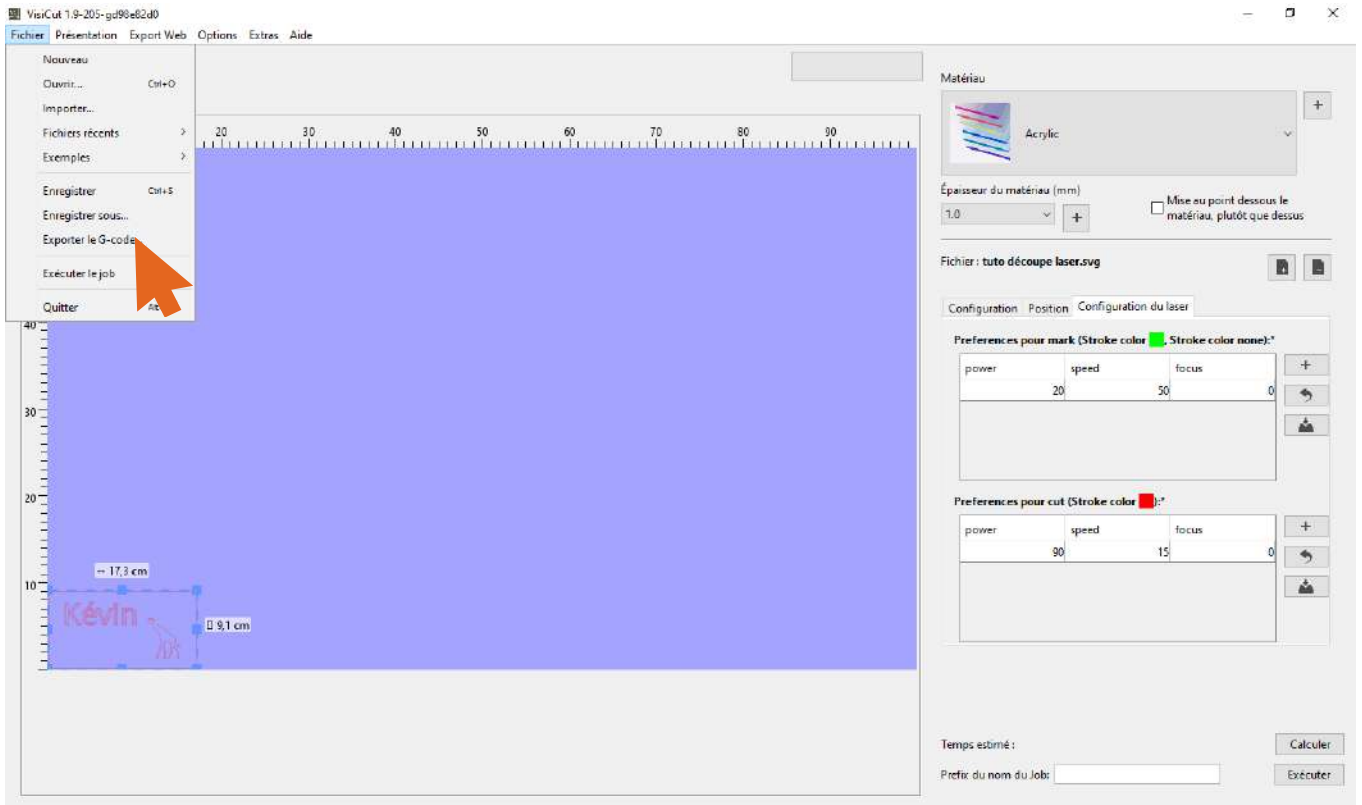 VisiCut 1.9-205-gd98e82d0
Fichier Présentation Export Web Options Extras Aide
Nouveau
Ouvrir... Ctrl+O
Importer...
Fichiers récents >
Exemples >
Enregistrer Ctrl+S
Enregistrer sous...
Exporter le G-code
Exécuter le job
Quitter Alt
20 30 40 50 60 70 80 90
40
30
20
10
↔ 17,3 cm
Kévin
9,1 cm
Matériau
Acrylic
+
Épaisseur du matériau (mm)
1.0
+
Mise au point dessous le
matériau, plutôt que dessus
Fichier : tuto découpe laser.svg
Configuration Position Configuration du laser
Preferences pour mark (Stroke color , Stroke color none):*
power speed focus
20 50 0
+
Preferences pour cut (Stroke color ):*
power speed focus
90 15 0
+
Temps estimé :
Calculer
Prefix du nom du Job:
Exécuter